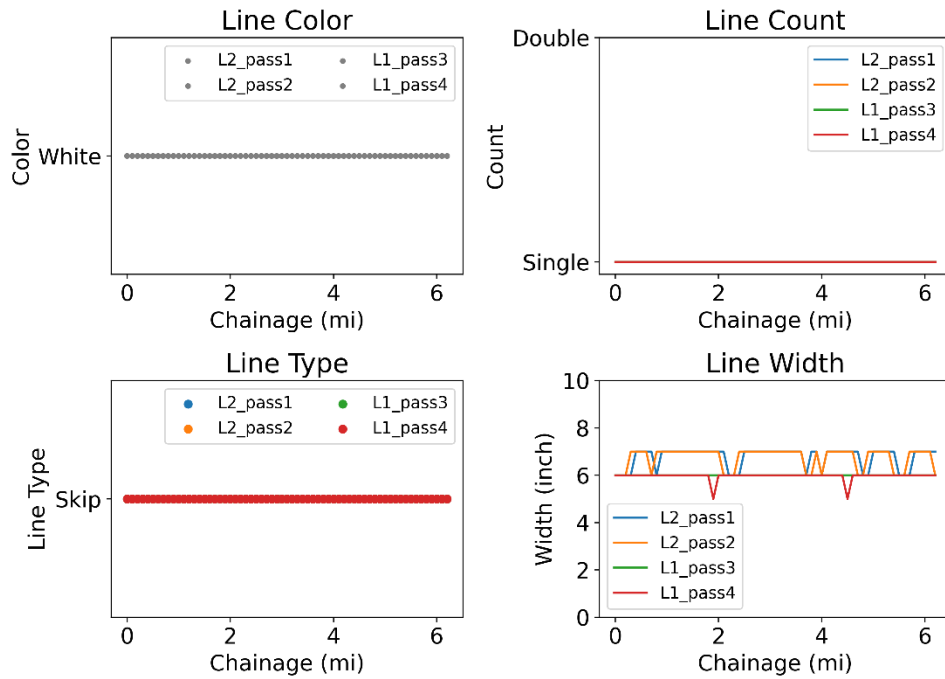 Line Color
L2_pass1
L2_pass2
L1_pass3
L1_pass4
Color
White
0 2 4 6
Chainage (mi)
Line Count
Double
Single
Count
L2_pass1
L2_pass2
L1_pass3
L1_pass4
0 2 4 6
Chainage (mi)
Line Type
L2_pass1
L2_pass2
L1_pass3
L1_pass4
Line Type
Skip
0 2 4 6
Chainage (mi)
Line Width
10
8
6
4
2
0
Width (inch)
L2_pass1
L2_pass2
L1_pass3
L1_pass4
0 2 4 6
Chainage (mi)